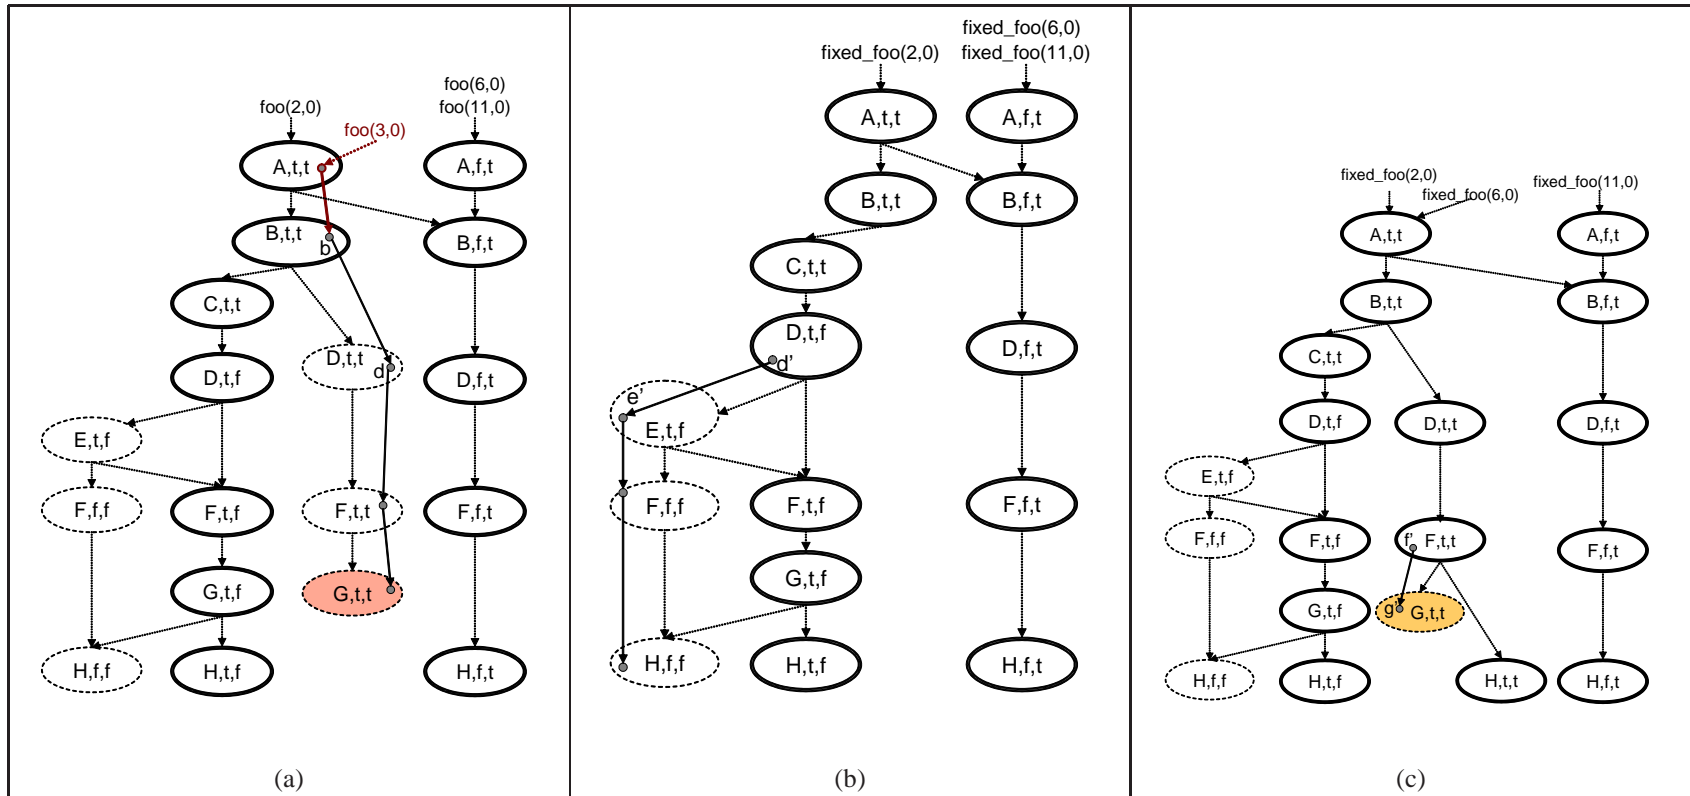 foo(6,0)
foo(2,0)
foo(11,0)
foo(3,0)
A,t,t
A,f,t
B,t,t
b
B,f,t
C,t,t
D,t,t
d
D,t,f
D,f,t
E,t,f
F,f,f
F,t,f
F,t,t
F,f,t
G,t,f
G,t,t
H,f,f
H,t,f
H,f,t
(a)
fixed_foo(6,0)
fixed_foo(2,0)
fixed_foo(11,0)
A,t,t
A,f,t
B,t,t
B,f,t
C,t,t
D,t,f
d'
D,f,t
e'
E,t,f
F,f,f
F,t,f
F,f,t
G,t,f
H,f,f
H,t,f
H,f,t
(b)
fixed_foo(2,0)
fixed_foo(6,0)
fixed_foo(11,0)
A,t,t
A,f,t
B,t,t
B,f,t
C,t,t
D,t,f
D,t,t
D,f,t
E,t,f
F,f,f
F,t,f
f'
F,t,t
F,f,t
G,t,f
g'
G,t,t
H,f,f
H,t,f
H,t,t
H,f,t
(c)